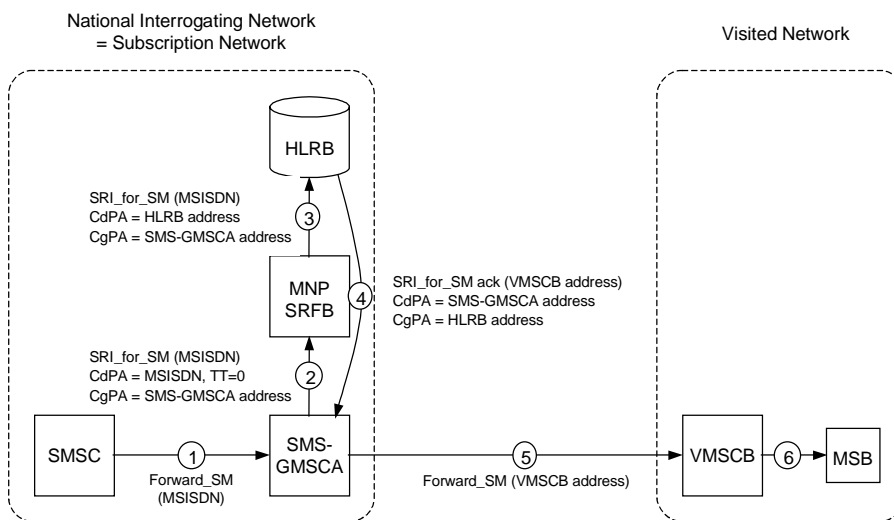 National Interrogating Network
= Subscription Network
Visited Network
HLRB
SRI_for_SM (MSISDN)
CdPA = HLRB address
CgPA = SMS-GMSCA address
3
MNP
SRFB
4
SRI_for_SM ack (VMSCB address)
CdPA = SMS-GMSCA address
CgPA = HLRB address
SRI_for_SM (MSISDN)
CdPA = MSISDN, TT=0
CgPA = SMS-GMSCA address
2
SMSC
1
Forward_SM
(MSISDN)
SMS-
GMSCA
5
Forward_SM (VMSCB address)
VMSCB
6
MSB